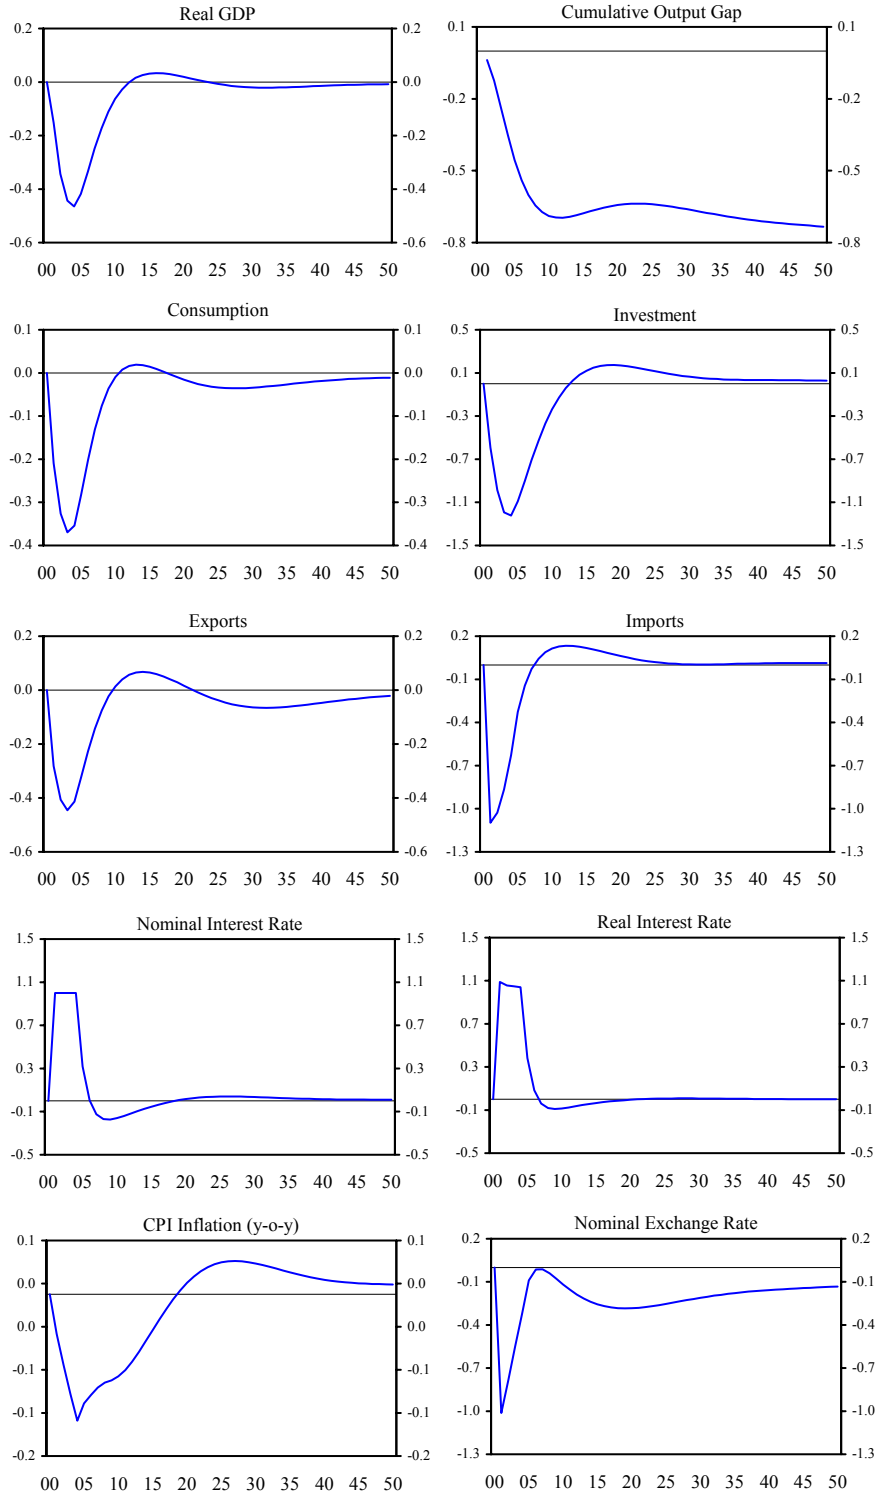 Real GDP
0.2 0.2
0.0 0.0
-0.2 -0.2
-0.4 -0.4
-0.6 -0.6
00 05 10 15 20 25 30 35 40 45 50
Cumulative Output Gap
0.1 0.1
-0.2 -0.2
-0.5 -0.5
-0.8 -0.8
00 05 10 15 20 25 30 35 40 45 50
Consumption
0.1 0.1
0.0 0.0
-0.1 -0.1
-0.2 -0.2
-0.3 -0.3
-0.4 -0.4
00 05 10 15 20 25 30 35 40 45 50
Investment
0.5 0.5
0.1 0.1
-0.3 -0.3
-0.7 -0.7
-1.1 -1.1
-1.5 -1.5
00 05 10 15 20 25 30 35 40 45 50
Exports
0.2 0.2
0.0 0.0
-0.2 -0.2
-0.4 -0.4
-0.6 -0.6
00 05 10 15 20 25 30 35 40 45 50
Imports
0.2 0.2
-0.1 -0.1
-0.4 -0.4
-0.7 -0.7
-1.0 -1.0
-1.3 -1.3
00 05 10 15 20 25 30 35 40 45 50
Nominal Interest Rate
1.5 1.5
1.1 1.1
0.7 0.7
0.3 0.3
-0.1 -0.1
-0.5 -0.5
00 05 10 15 20 25 30 35 40 45 50
Real Interest Rate
1.5 1.5
1.1 1.1
0.7 0.7
0.3 0.3
-0.1 -0.1
-0.5 -0.5
00 05 10 15 20 25 30 35 40 45 50
CPI Inflation (y-o-y)
0.1 0.1
0.0 0.0
0.0 0.0
-0.1 -0.1
-0.1 -0.1
-0.2 -0.2
00 05 10 15 20 25 30 35 40 45 50
Nominal Exchange Rate
0.2 0.2
-0.1 -0.1
-0.4 -0.4
-0.7 -0.7
-1.0 -1.0
-1.3 -1.3
00 05 10 15 20 25 30 35 40 45 50